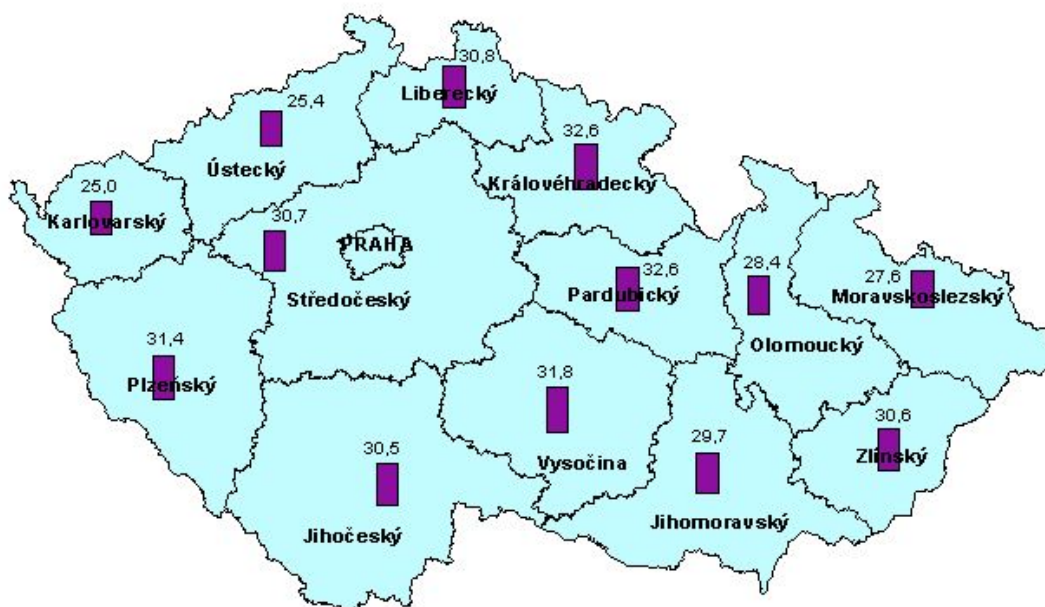 30,8
Liberecký
25,4
Ústecký
32,6
Královéhradecký
25,0
Karlovarský
30,7
PRAHA
Středočeský
32,6
Pardubický
28,4
Olomoucký
27,6
Moravskoslezský
31,4
Plzeňský
31,8
Vysočina
30,6
Zlínský
30,5
Jihočeský
29,7
Jihomoravský